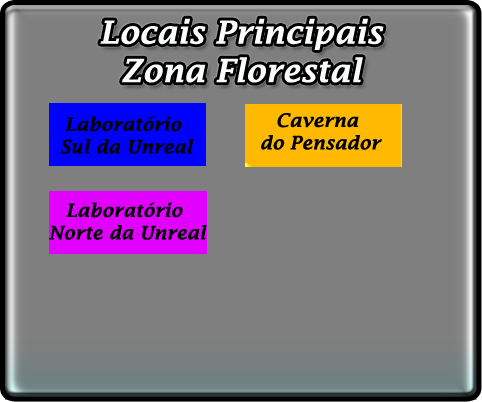 Locais Principais
Zona Florestal
Laboratório
Sul da Unreal
Caverna
do Pensador
Laboratório
Norte da Unreal